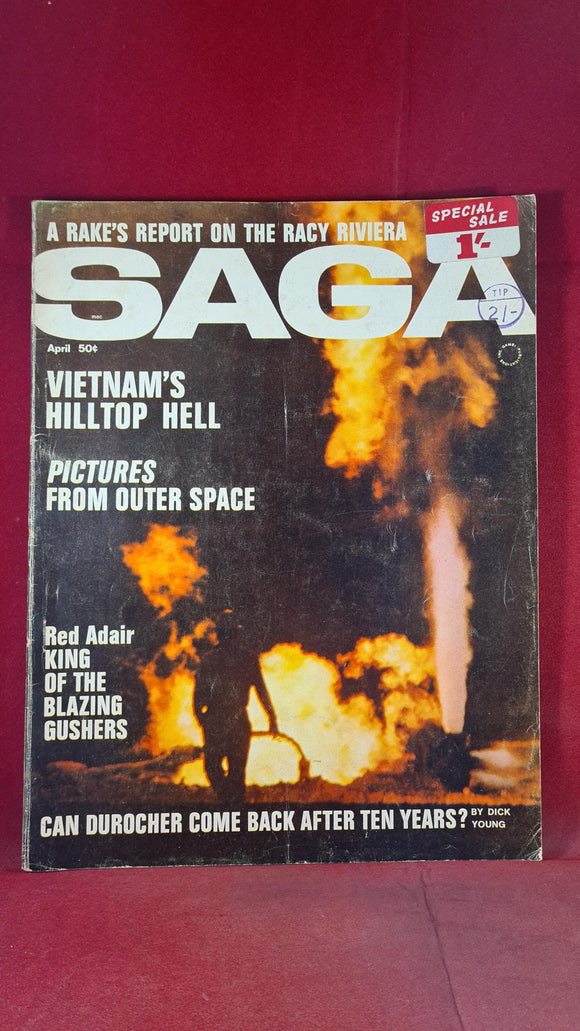 A RAKE'S REPORT ON THE RACY RIVIERA
SPECIAL
SALE
1'-
SAGA
mac
TIP
2/-
April 50¢
VIETNAM'S
HILLTOP HELL
PICTURES
FROM OUTER SPACE
Red Adair
KING
OF THE
BLAZING
GUSHERS
CAN DUROCHER COME BACK AFTER TEN YEARS? BY DICK
YOUNG